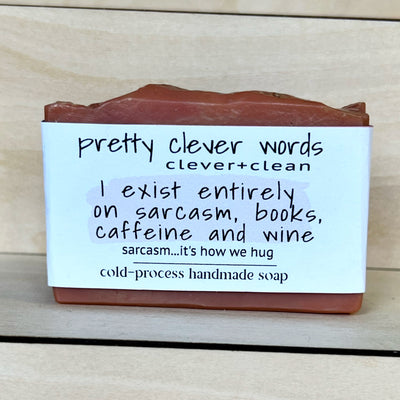 pretty clever words
clever+clean
I exist entirely
on sarcasm, books,
caffeine and wine
sarcasm...it's how we hug
cold-process handmade soap